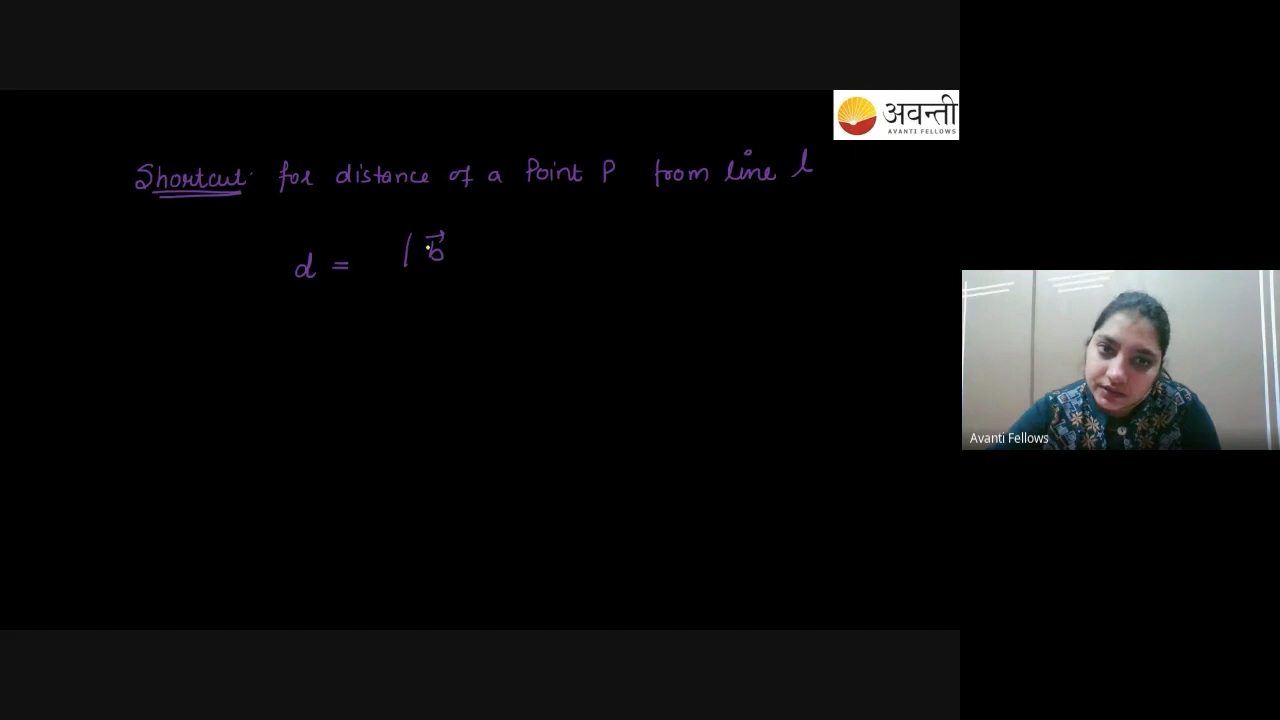 अवन्ती
AVANTI FELLOWS
Shortcut for distance of a Point P from line l
d = | b⃗
Avanti Fellows